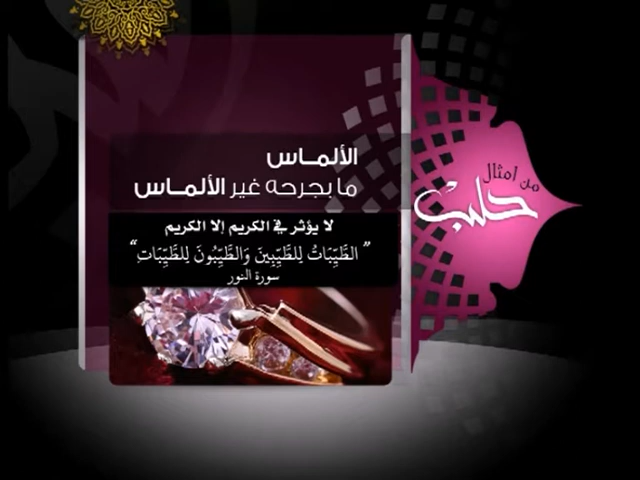 الألماس
ما بجرحه غير الألماس
لا يؤثر في الكريم إلا الكريم
"الطَّيِّبَاتُ لِلطَّيِّبِينَ وَالطَّيِّبُونَ لِلطَّيِّبَاتِ"
سورة النور
من امثال
حلب